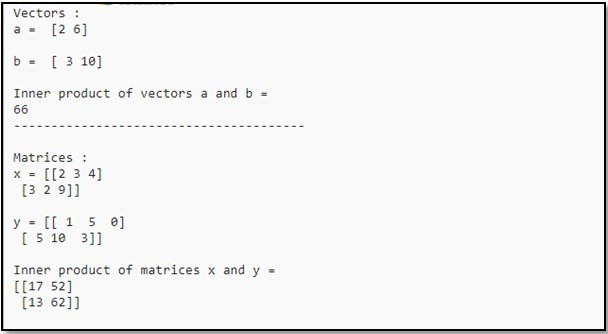 Vectors :
a =  [2 6]
b =  [ 3 10]
Inner product of vectors a and b =
66
---------------------------------------
Matrices :
x = [[2 3 4]
 [3 2 9]]
y = [[ 1  5  0]
 [ 5 10  3]]
Inner product of matrices x and y =
[[17 52]
 [13 62]]